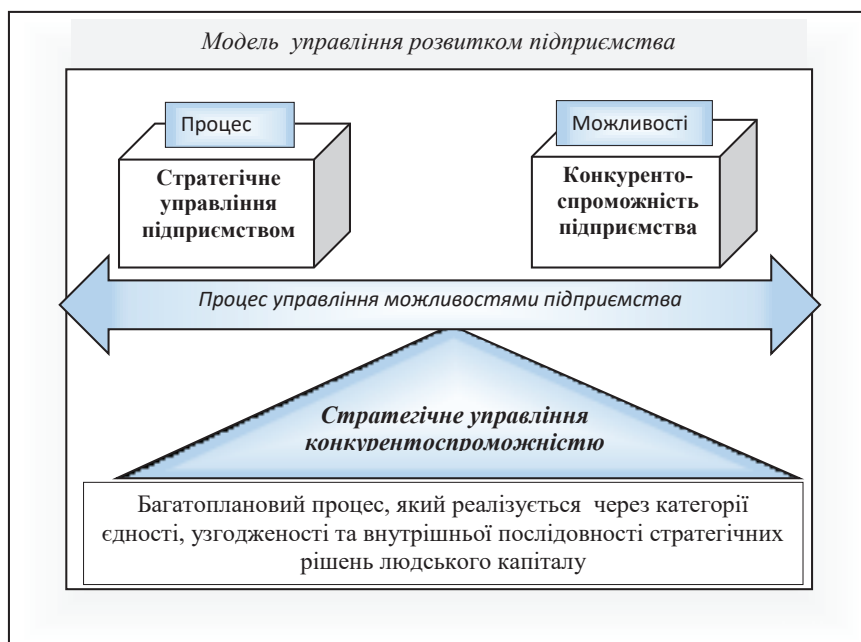 Модель управління розвитком підприємства
Процес
Можливості
Стратегічне
управління
підприємством
Конкуренто-
спроможність
підприємства
Процес управління можливостями підприємства
Стратегічне управління
конкурентоспроможністю
Багатоплановий процес, який реалізується через категорії
єдності, узгодженості та внутрішньої послідовності стратегічних
рішень людського капіталу